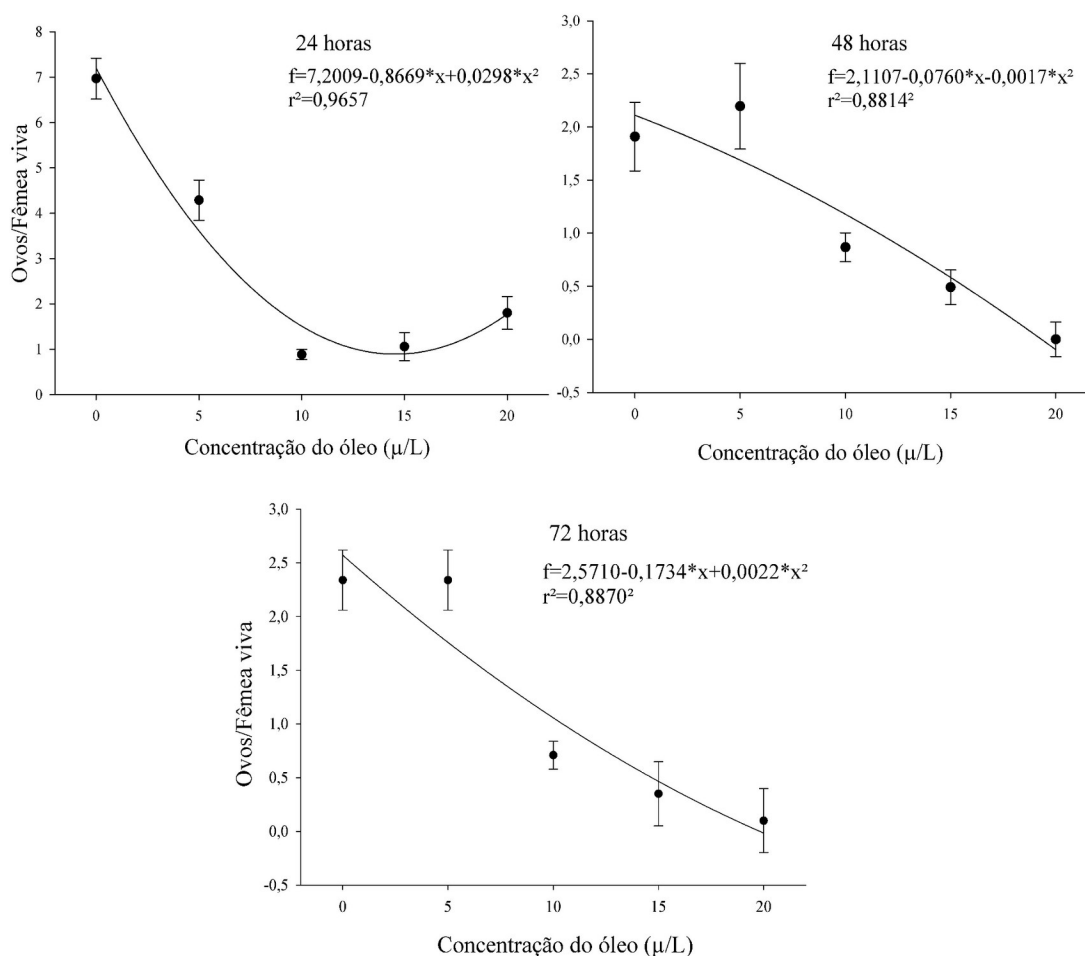 24 horas
f=7,2009-0,8669*x+0,0298*x²
r²=0,9657
Ovos/Fêmea viva
8
7
6
5
4
3
2
1
0
0 5 10 15 20
Concentração do óleo (µ/L)
48 horas
f=2,1107-0,0760*x-0,0017*x²
r²=0,8814²
2,5
2,0
1,5
1,0
0,5
0,0
-0,5
0 5 10 15 20
Concentração do óleo (µ/L)
72 horas
f=2,5710-0,1734*x+0,0022*x²
r²=0,8870²
Ovos/Fêmea viva
3,0
2,5
2,0
1,5
1,0
0,5
0,0
-0,5
0 5 10 15 20
Concentração do óleo (µ/L)